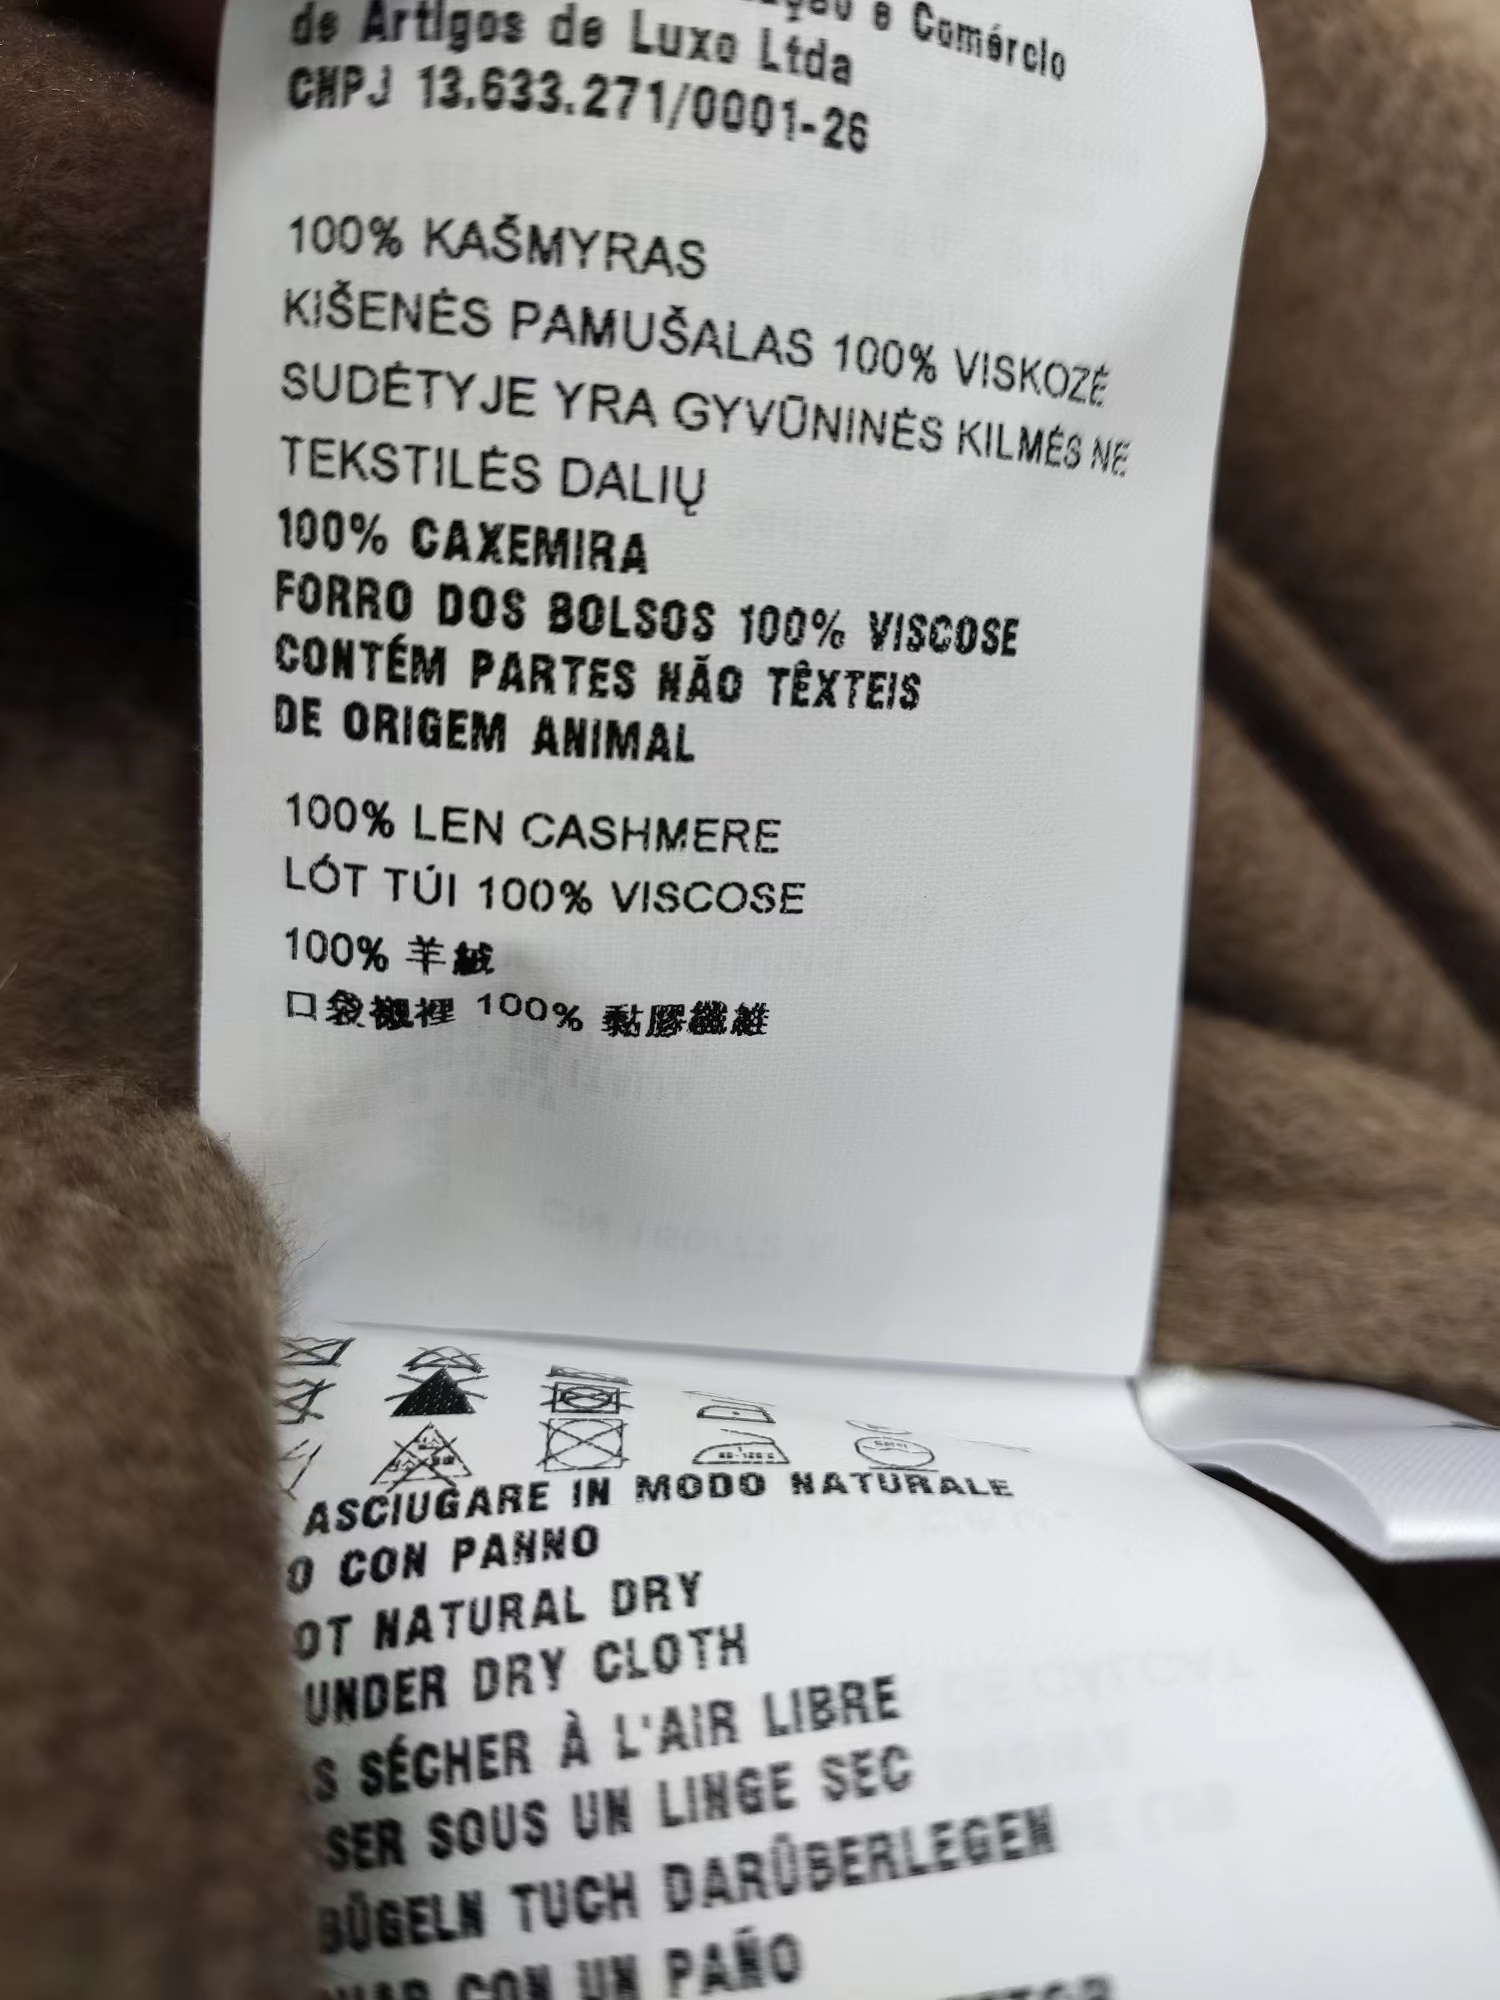 e Comércio
de Artigos de Luxo Ltda
CNPJ 13.633.271/0001-26
100% KAŠMYRAS
KIŠENĖS PAMUŠALAS 100% VISKOZĖ
SUDĖTYJE YRA GYVŪNINĖS KILMĖS NE
TEKSTILĖS DALIŲ
100% CAXEMIRA
FORRO DOS BOLSOS 100% VISCOSE
CONTÉM PARTES NÃO TÊXTEIS
DE ORIGEM ANIMAL
100% LEN CASHMERE
LÓT TÚI 100% VISCOSE
100% 羊絨
口袋襯裡 100% 黏膠纖維
ASCIUGARE IN MODO NATURALE
O CON PANNO
OT NATURAL DRY
UNDER DRY CLOTH
S SÉCHER À L'AIR LIBRE
SER SOUS UN LINGE SEC
BÜGELN TUCH DARÜBERLEGEN
CON UN PAÑO